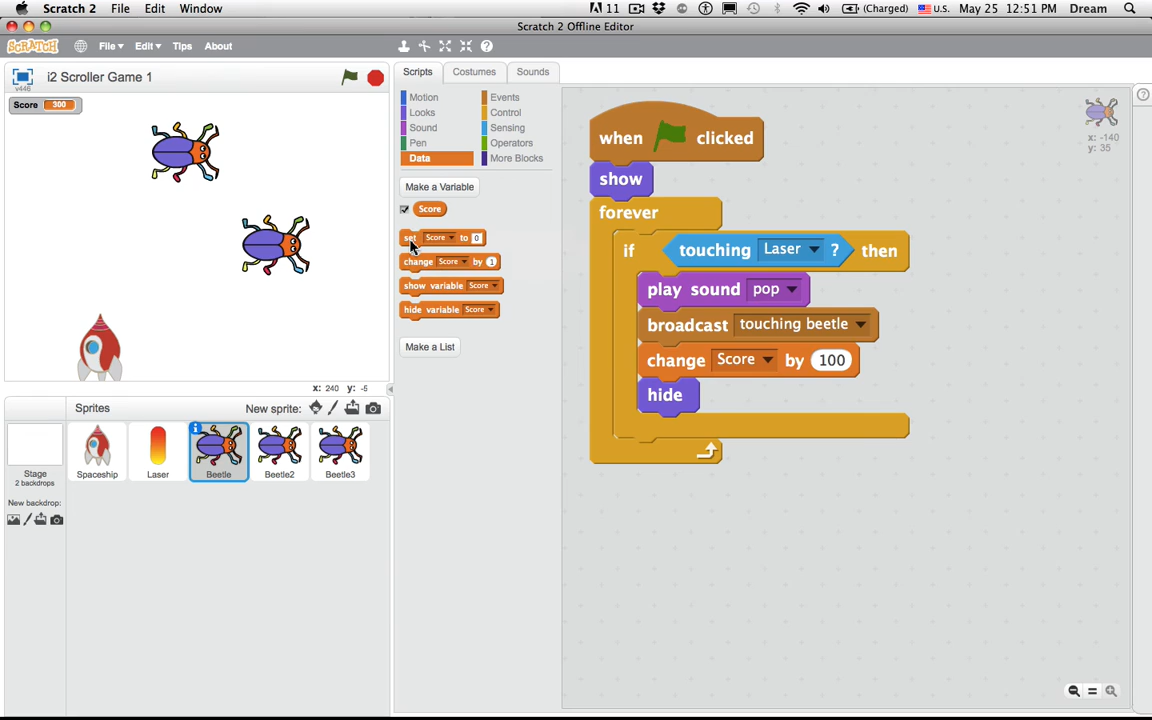 Scratch 2 File Edit Window
11 (Charged) U.S. May 25 12:51 PM Dream
Scratch 2 Offline Editor
SCRATCH File Edit Tips About
i2 Scroller Game 1
v446
Score 300
x: 240 y: -5
Sprites New sprite:
Stage
2 backdrops
New backdrop:
Spaceship Laser Beetle Beetle2 Beetle3
Scripts Costumes Sounds
Motion Events
Looks Control
Sound Sensing
Pen Operators
Data More Blocks
Make a Variable
Score
set Score to 0
change Score by 1
show variable Score
hide variable Score
Make a List
when clicked
show
forever
if touching Laser ? then
play sound pop
broadcast touching beetle
change Score by 100
hide
x: -140
y: 35